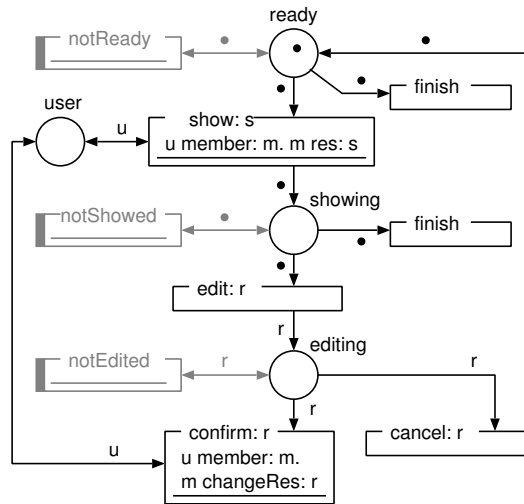 ready
notReady
finish
user
show: s
u
u member: m. m res: s
showing
notShowed
finish
edit: r
r
editing
notEdited
r
r
r
confirm: r
cancel: r
u
u member: m.
m changeRes: r